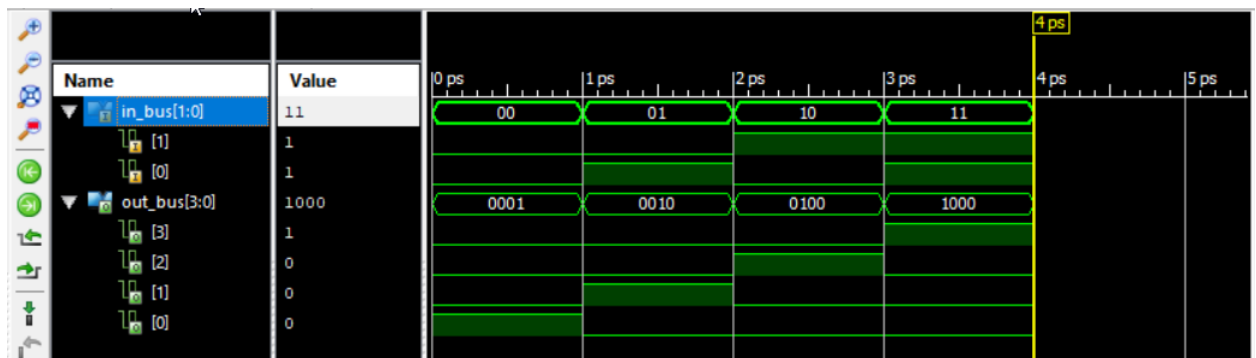 4 ps
Name Value 0 ps 1 ps 2 ps 3 ps 4 ps 5 ps
in_bus[1:0] 11 00 01 10 11
[1] 1
[0] 1
out_bus[3:0] 1000 0001 0010 0100 1000
[3] 1
[2] 0
[1] 0
[0] 0